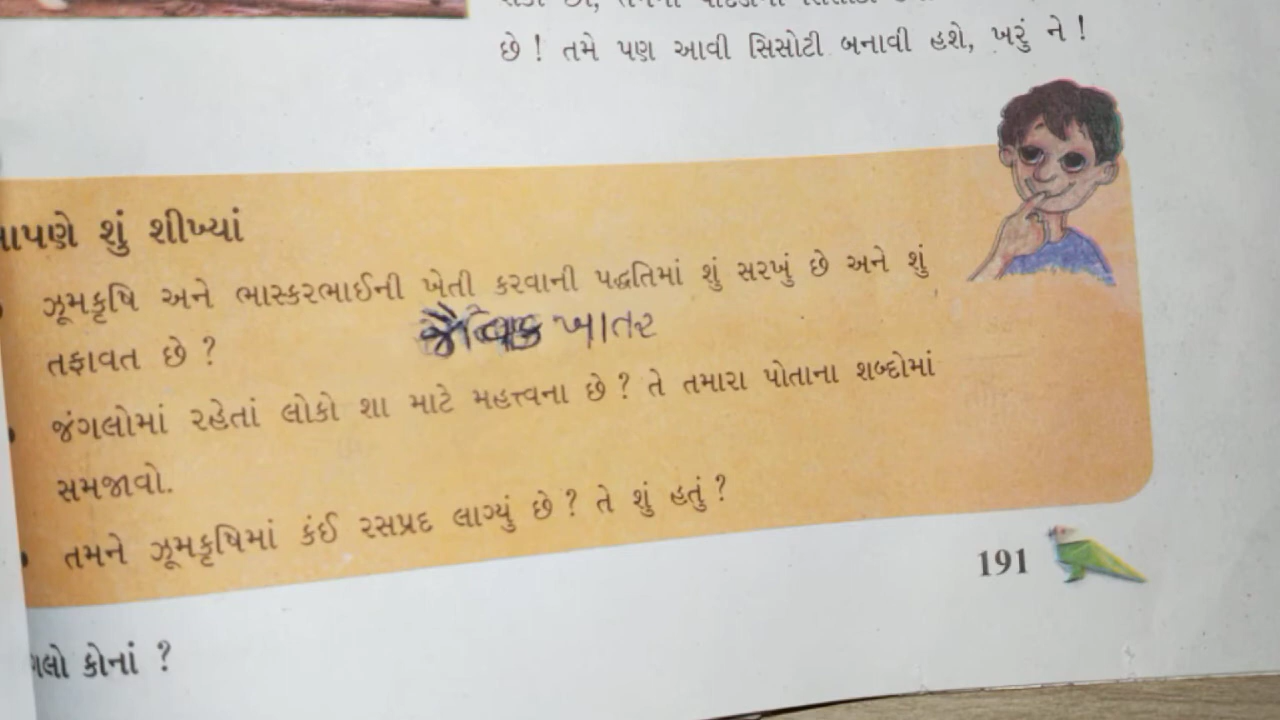 છે ! તમે પણ આવી સિસોટી બનાવી હશે, ખરું ને !
આપણે શું શીખ્યાં
ઝૂમકૃષિ અને ભાસ્કરભાઈની ખેતી કરવાની પદ્ધતિમાં શું સરખું છે અને શું
તફાવત છે ?
જૈવિક ખાતર
જંગલોમાં રહેતાં લોકો શા માટે મહત્ત્વના છે ? તે તમારા પોતાના શબ્દોમાં
સમજાવો.
તમને ઝૂમકૃષિમાં કંઈ રસપ્રદ લાગ્યું છે ? તે શું હતું ?
191
કોનાં ?